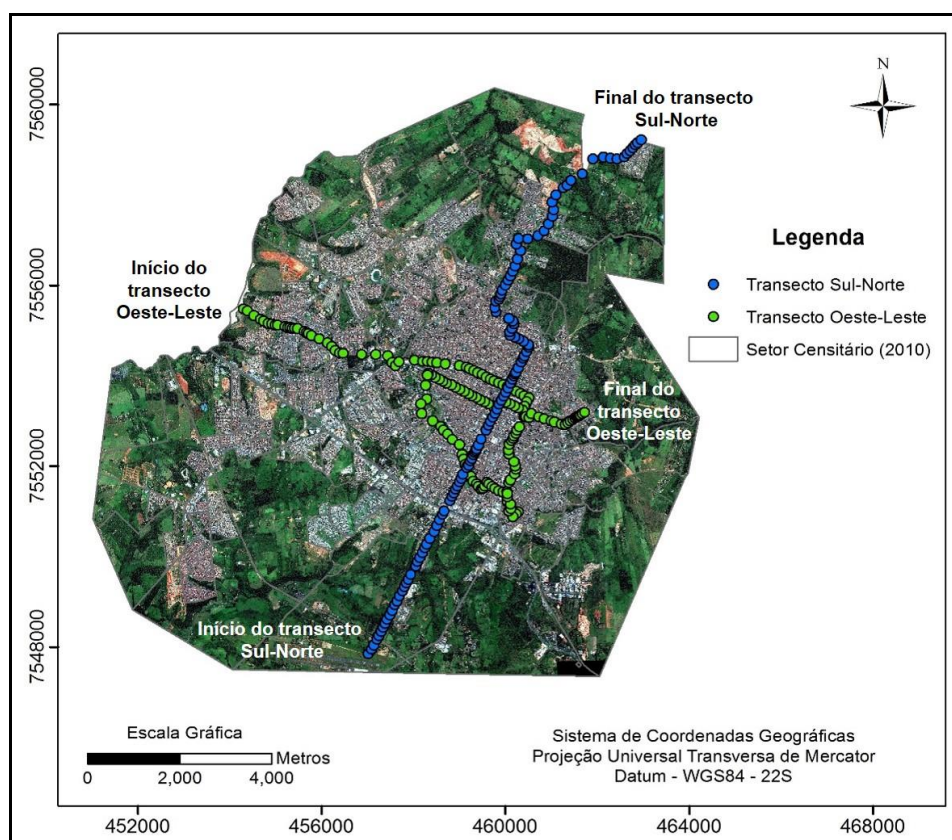 N
Final do transecto
Sul-Norte
Legenda
Transecto Sul-Norte
Transecto Oeste-Leste
Setor Censitário (2010)
Início do
transecto
Oeste-Leste
Final do
transecto
Oeste-Leste
Início do transecto
Sul-Norte
7560000
7556000
7552000
7548000
Escala Gráfica
Metros
0 2,000 4,000
Sistema de Coordenadas Geográficas
Projeção Universal Transversa de Mercator
Datum - WGS84 - 22S
452000 456000 460000 464000 468000